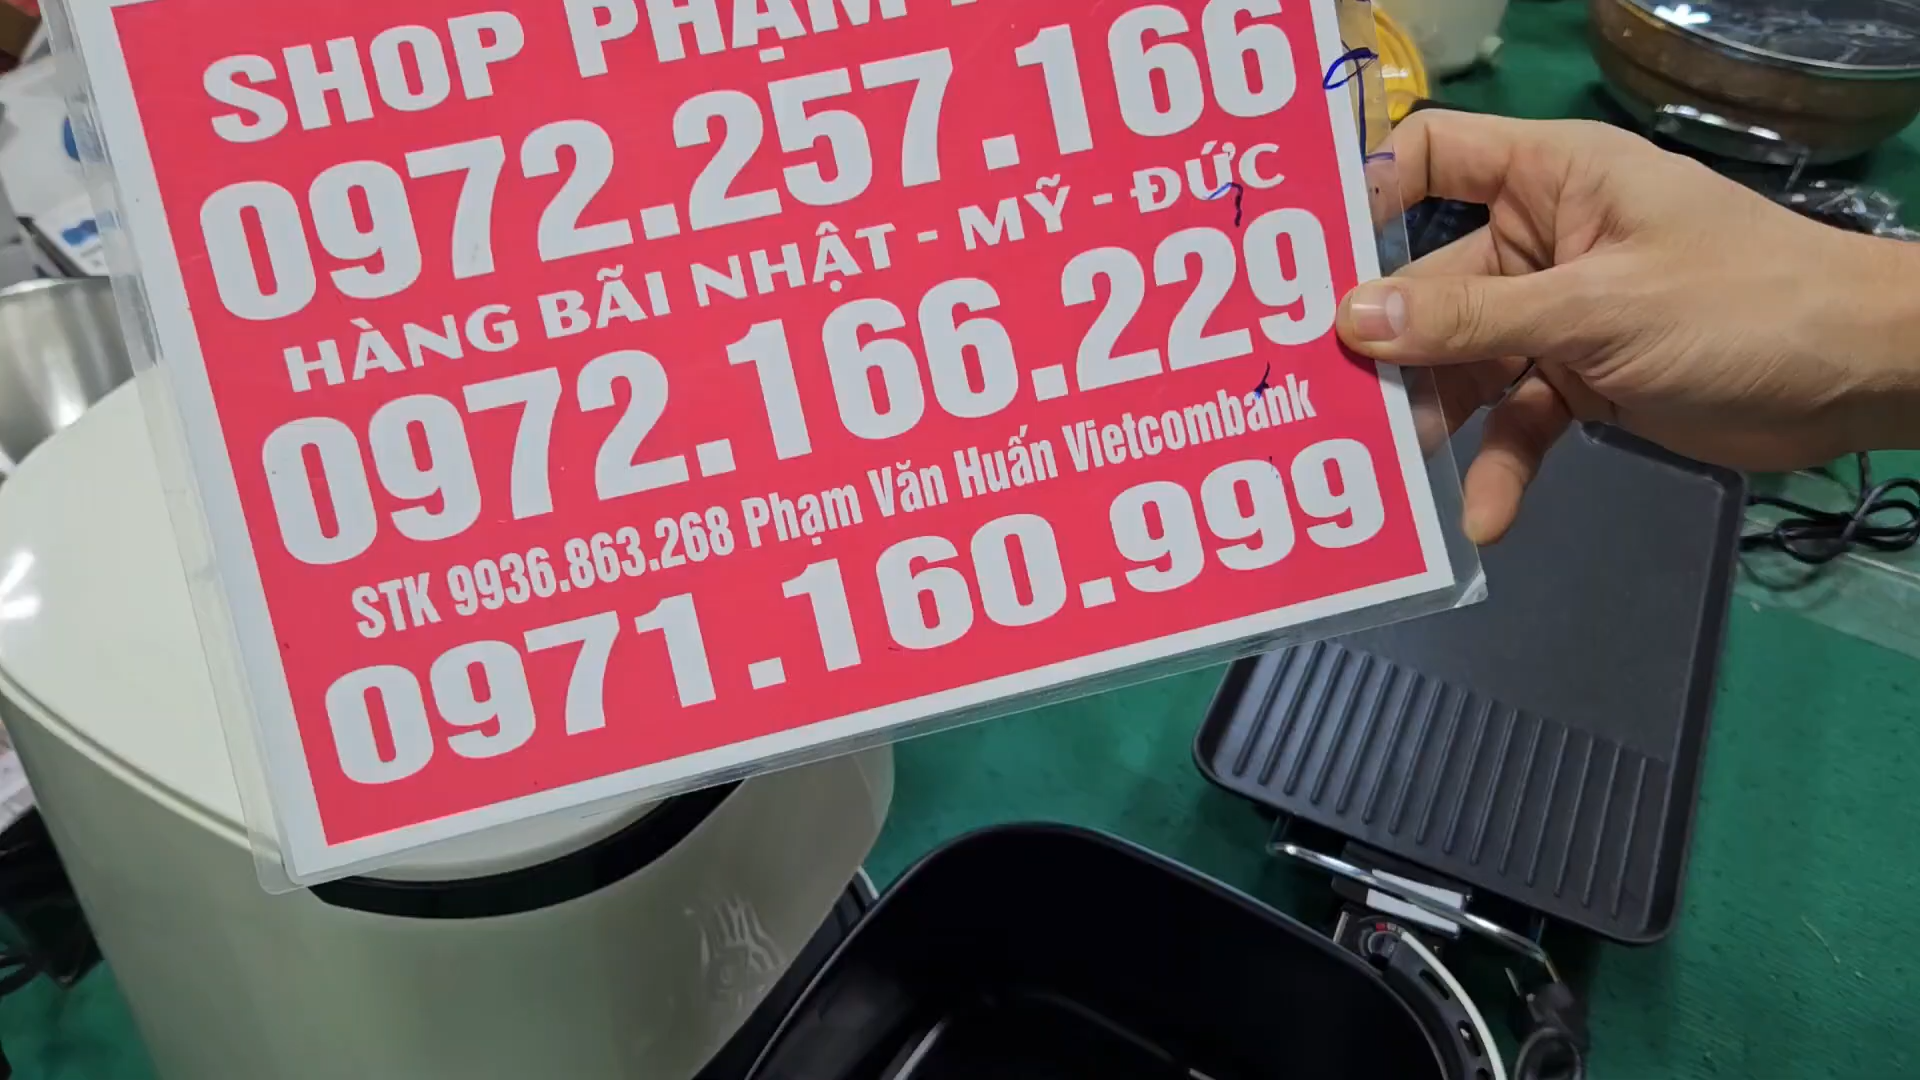 SHOP PHẠM
0972.257.166
HÀNG BÃI NHẬT - MỸ - ĐỨC
0972.166.229
STK 9936.863.268 Phạm Văn Huấn Vietcombank
0971.160.999